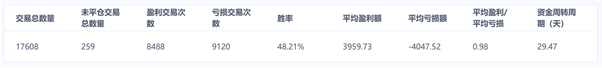 交易总数量 未平仓交易 盈利交易次 亏损交易次 胜率 平均盈利额 平均亏损额 平均盈利/ 资金周转周
总数量 数 数 平均亏损 期（天）
17608 259 8488 9120 48.21% 3959.73 -4047.52 0.98 29.47